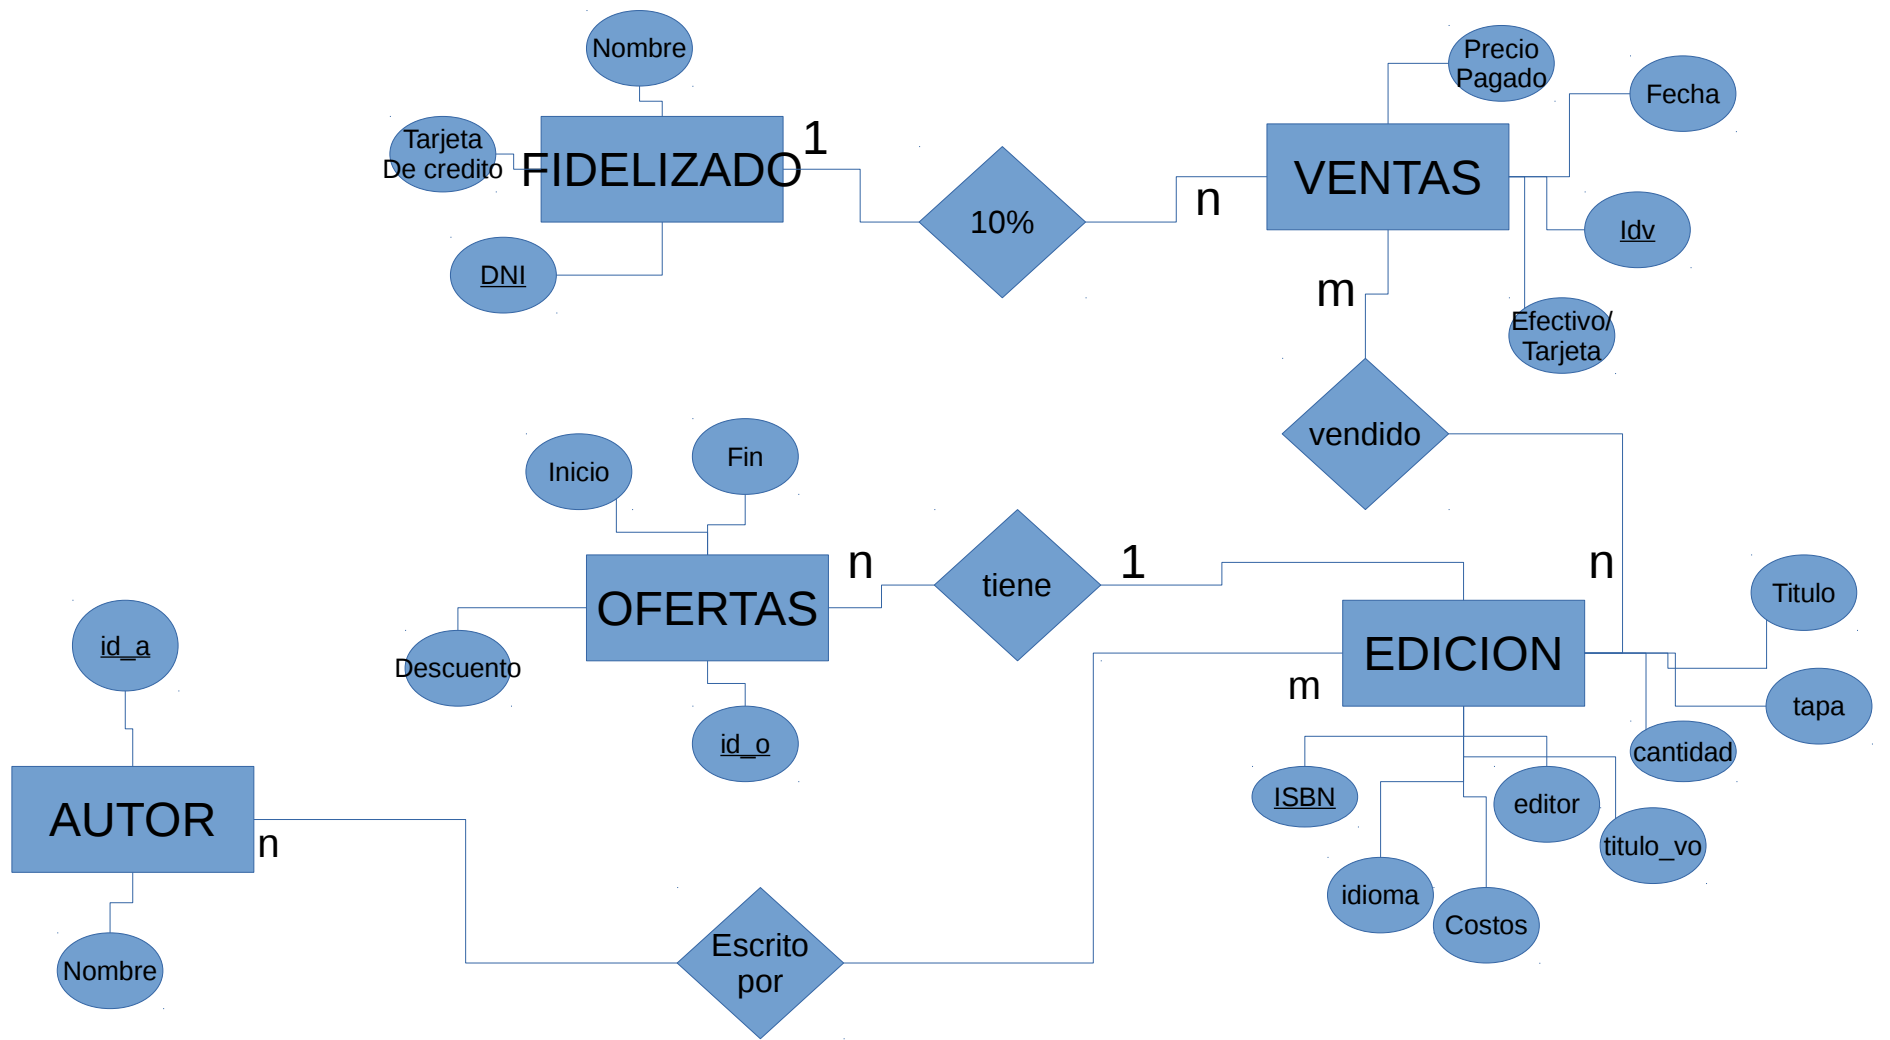 Nombre
Precio
Pagado
Fecha
Tarjeta
De credito
FIDELIZADO
1
VENTAS
n
10%
Idv
DNI
m
Efectivo/
Tarjeta
vendido
Inicio
Fin
n
tiene
1
n
Titulo
OFERTAS
EDICION
id_a
Descuento
m
tapa
id_o
cantidad
AUTOR
n
ISBN
editor
titulo_vo
idioma
Costos
Escrito
por
Nombre